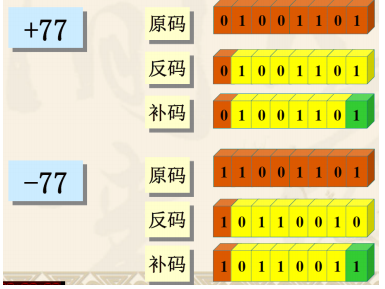 +77
原码 0 1 0 0 1 1 0 1
反码 0 1 0 0 1 1 0 1
补码 0 1 0 0 1 1 0 1
-77
原码 1 1 0 0 1 1 0 1
反码 1 0 1 1 0 0 1 0
补码 1 0 1 1 0 0 1 1